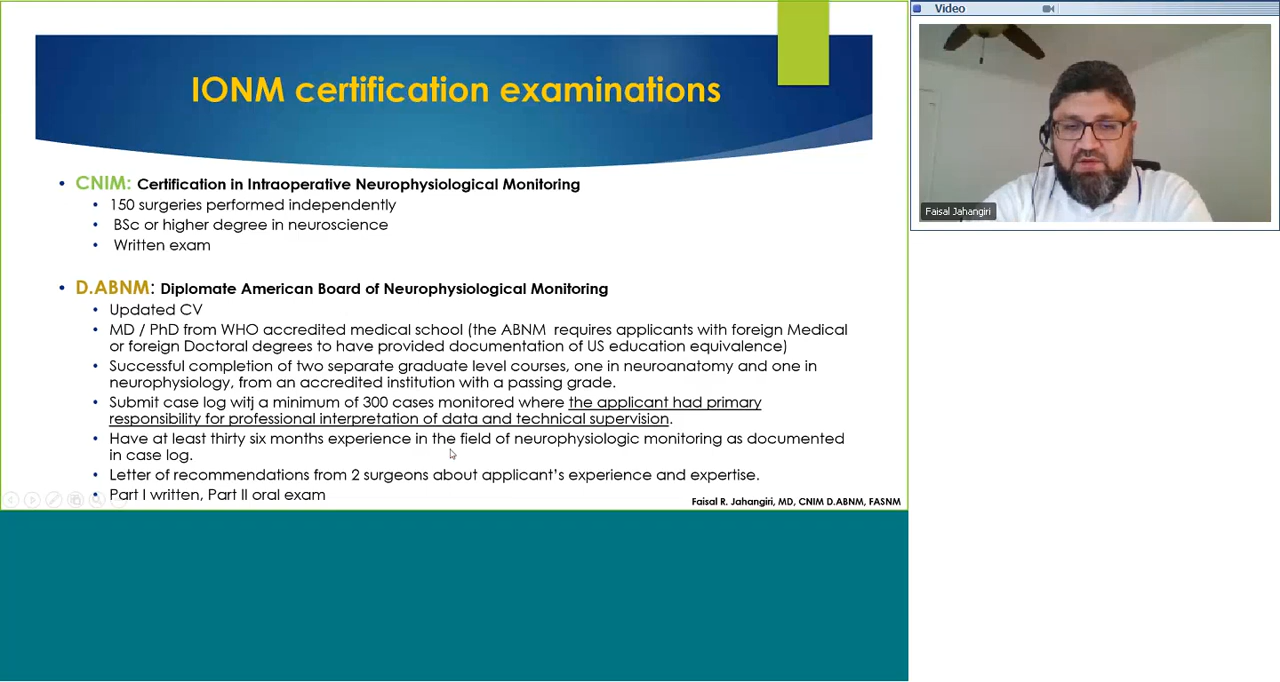 IONM certification examinations
CNIM: Certification in Intraoperative Neurophysiological Monitoring
150 surgeries performed independently
BSc or higher degree in neuroscience
Written exam
D.ABNM: Diplomate American Board of Neurophysiological Monitoring
Updated CV
MD / PhD from WHO accredited medical school (the ABNM requires applicants with foreign Medical
or foreign Doctoral degrees to have provided documentation of US education equivalence)
Successful completion of two separate graduate level courses, one in neuroanatomy and one in
neurophysiology, from an accredited institution with a passing grade.
Submit case log witj a minimum of 300 cases monitored where the applicant had primary
responsibility for professional interpretation of data and technical supervision.
Have at least thirty six months experience in the field of neurophysiologic monitoring as documented
in case log.
Letter of recommendations from 2 surgeons about applicant's experience and expertise.
Part I written, Part II oral exam
Faisal R. Jahangiri, MD, CNIM D.ABNM, FASNM
Video
Faisal Jahangiri